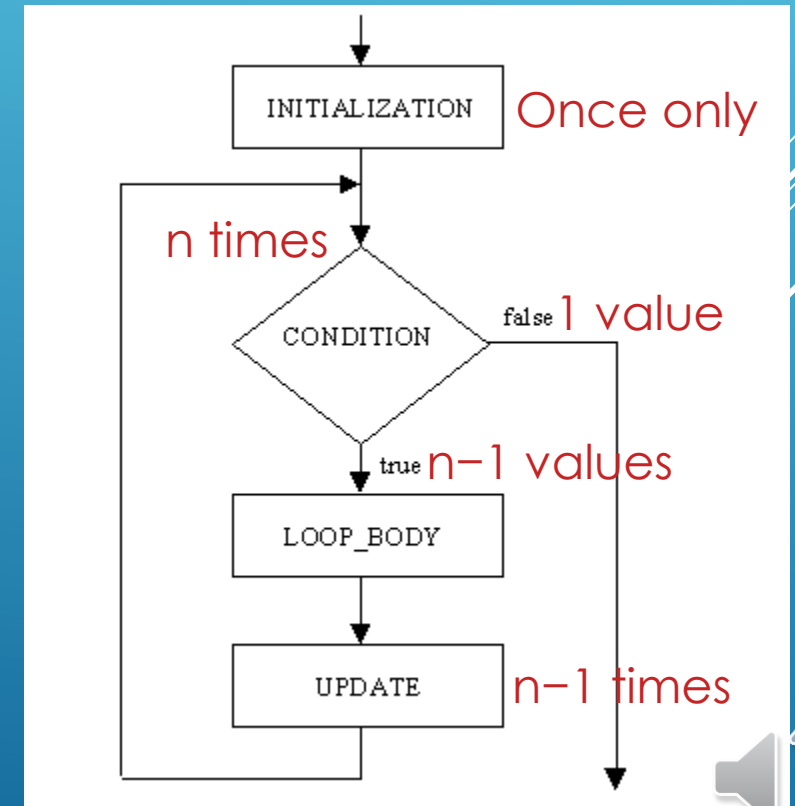 INITIALIZATION Once only
n times
CONDITION
false 1 value
true n−1 values
LOOP_BODY
UPDATE n−1 times